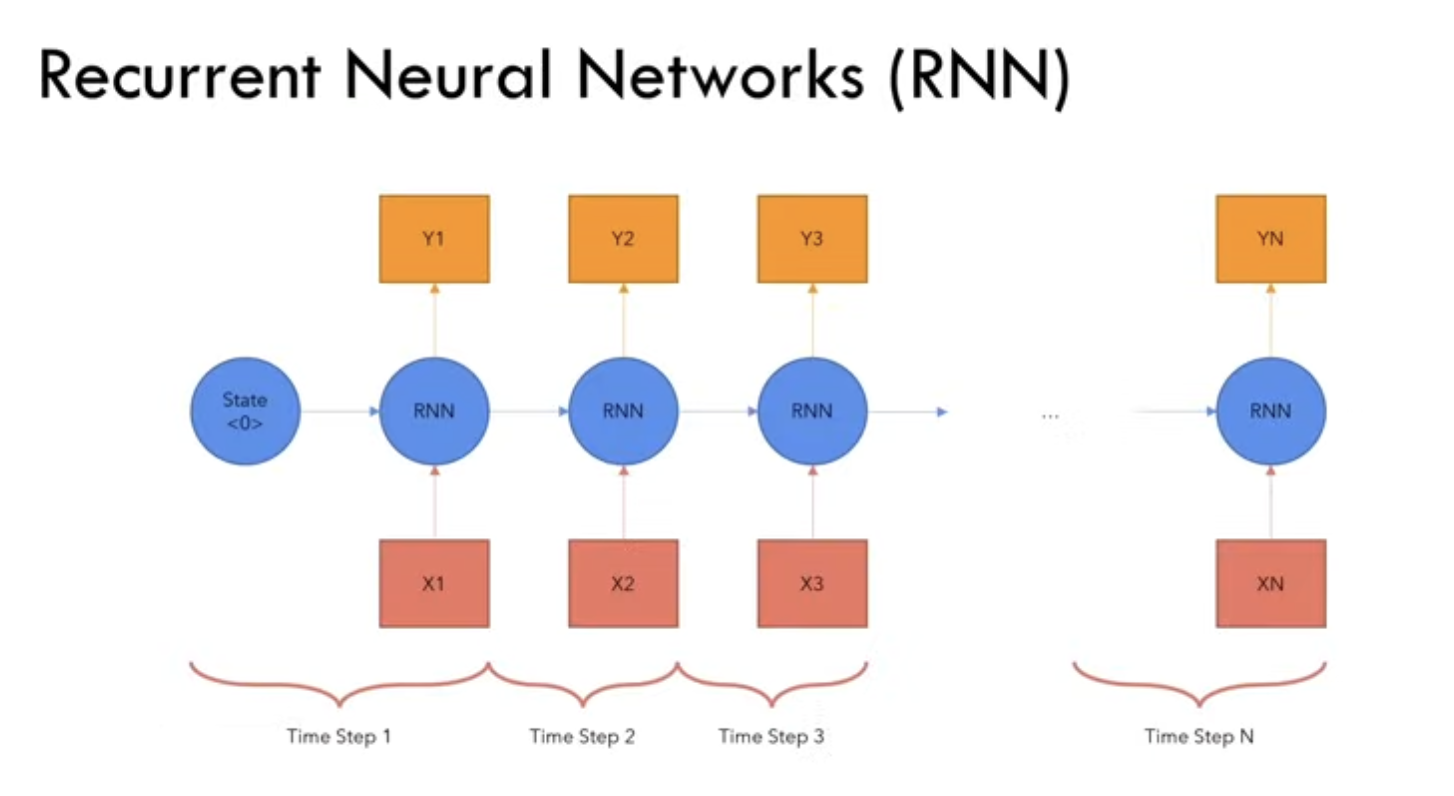 Recurrent Neural Networks (RNN)
Y1
Y2
Y3
YN
State
<0>
RNN
RNN
RNN
...
RNN
X1
X2
X3
XN
Time Step 1
Time Step 2
Time Step 3
Time Step N